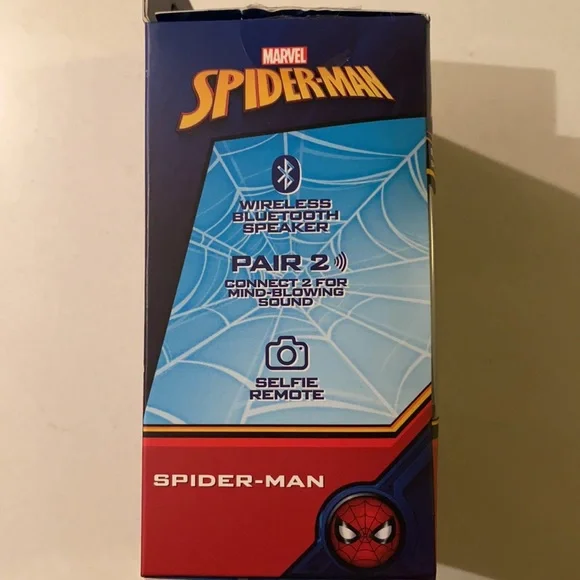 MARVEL
SPIDER-MAN
WIRELESS
BLUETOOTH
SPEAKER
PAIR 2
CONNECT 2 FOR
MIND-BLOWING
SOUND
SELFIE
REMOTE
SPIDER-MAN